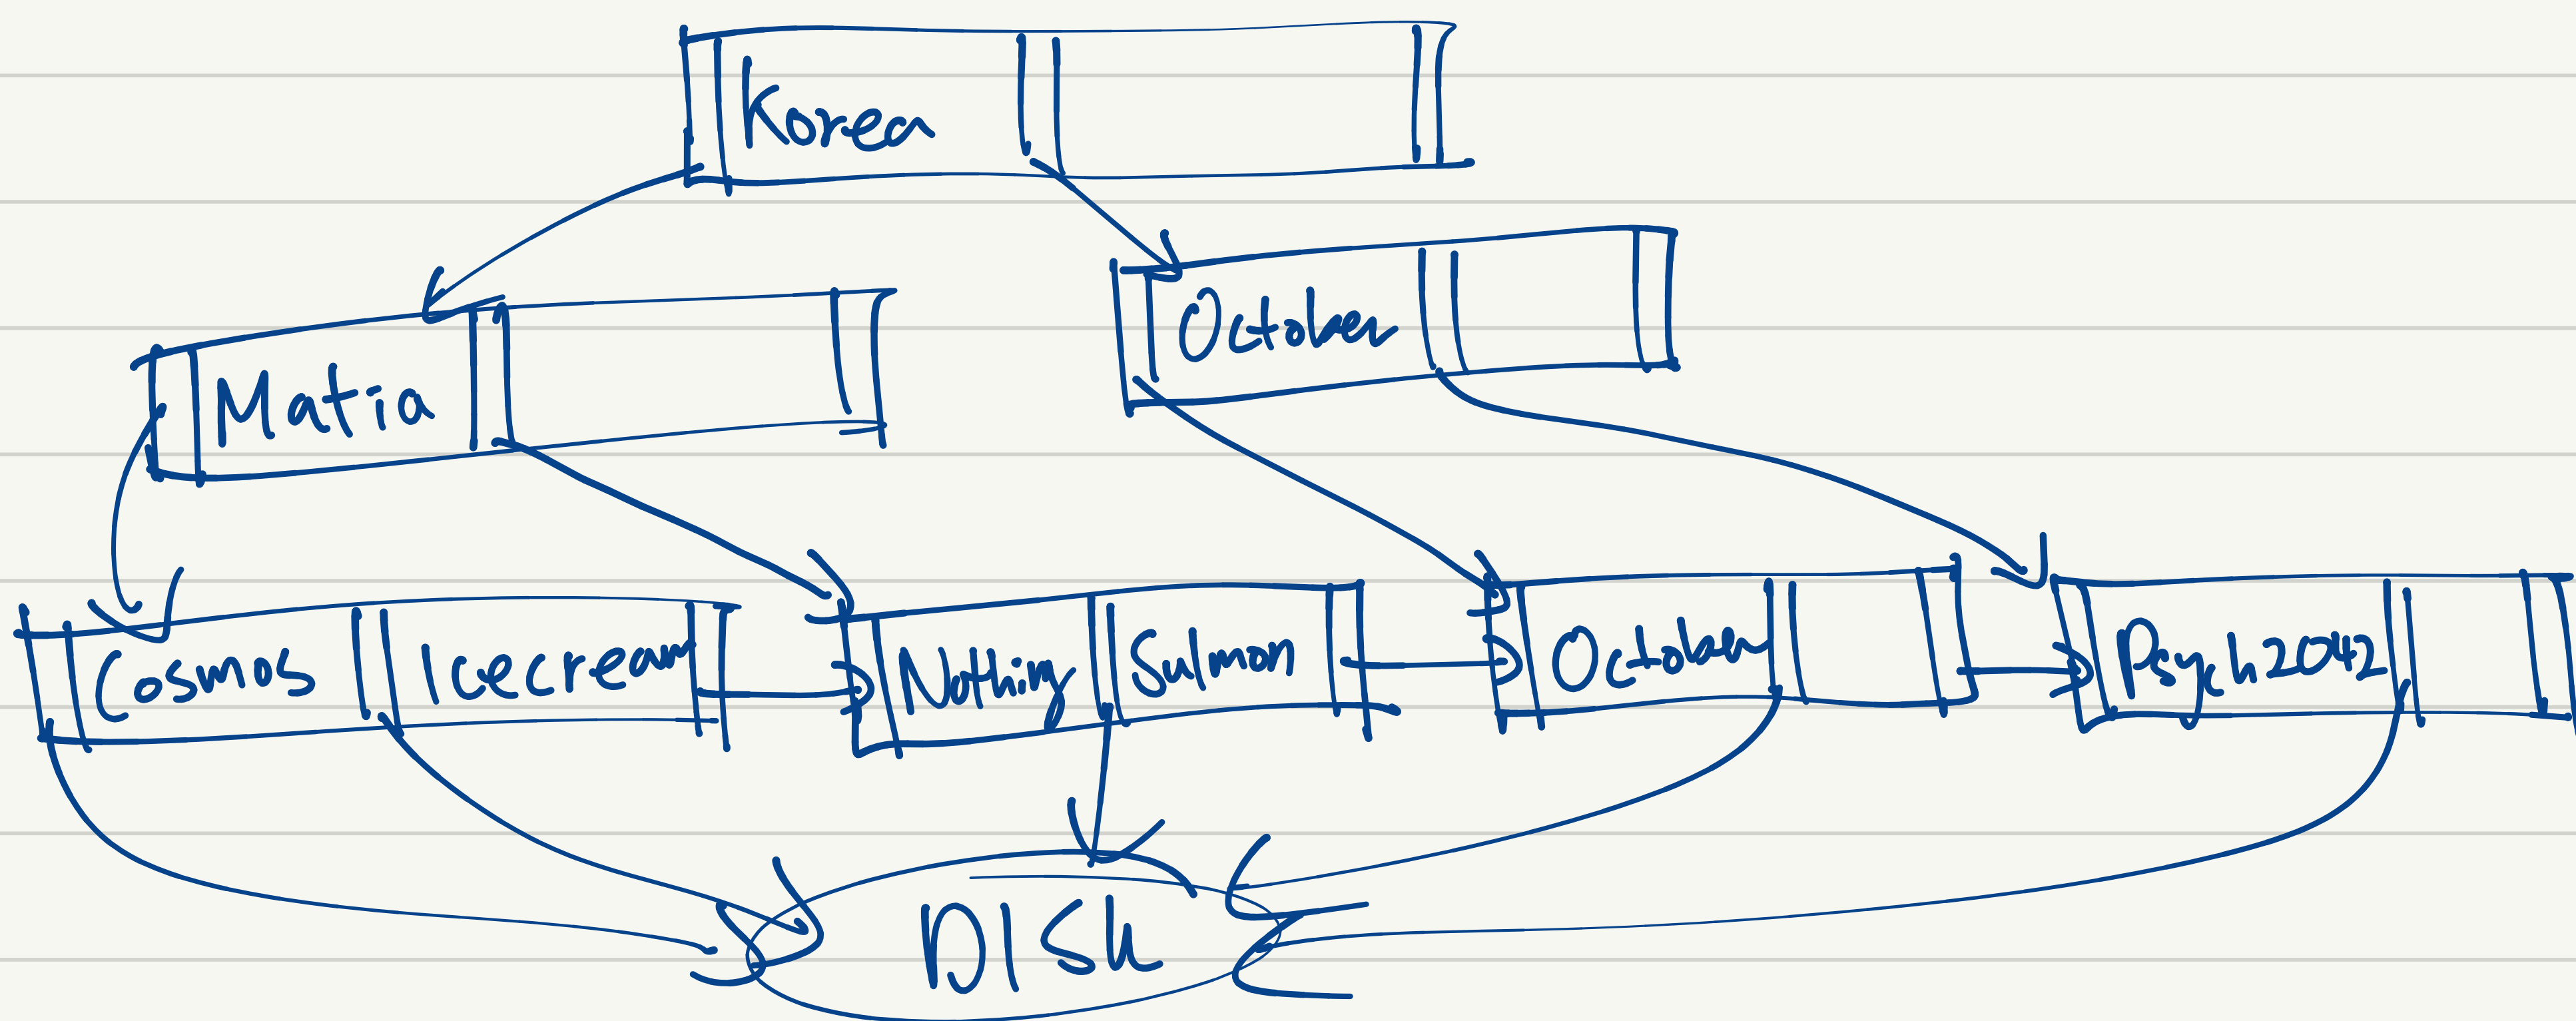 Korea
October
Matia
Cosmos Icecream Nothing Sulmon October Psych2042
DISK